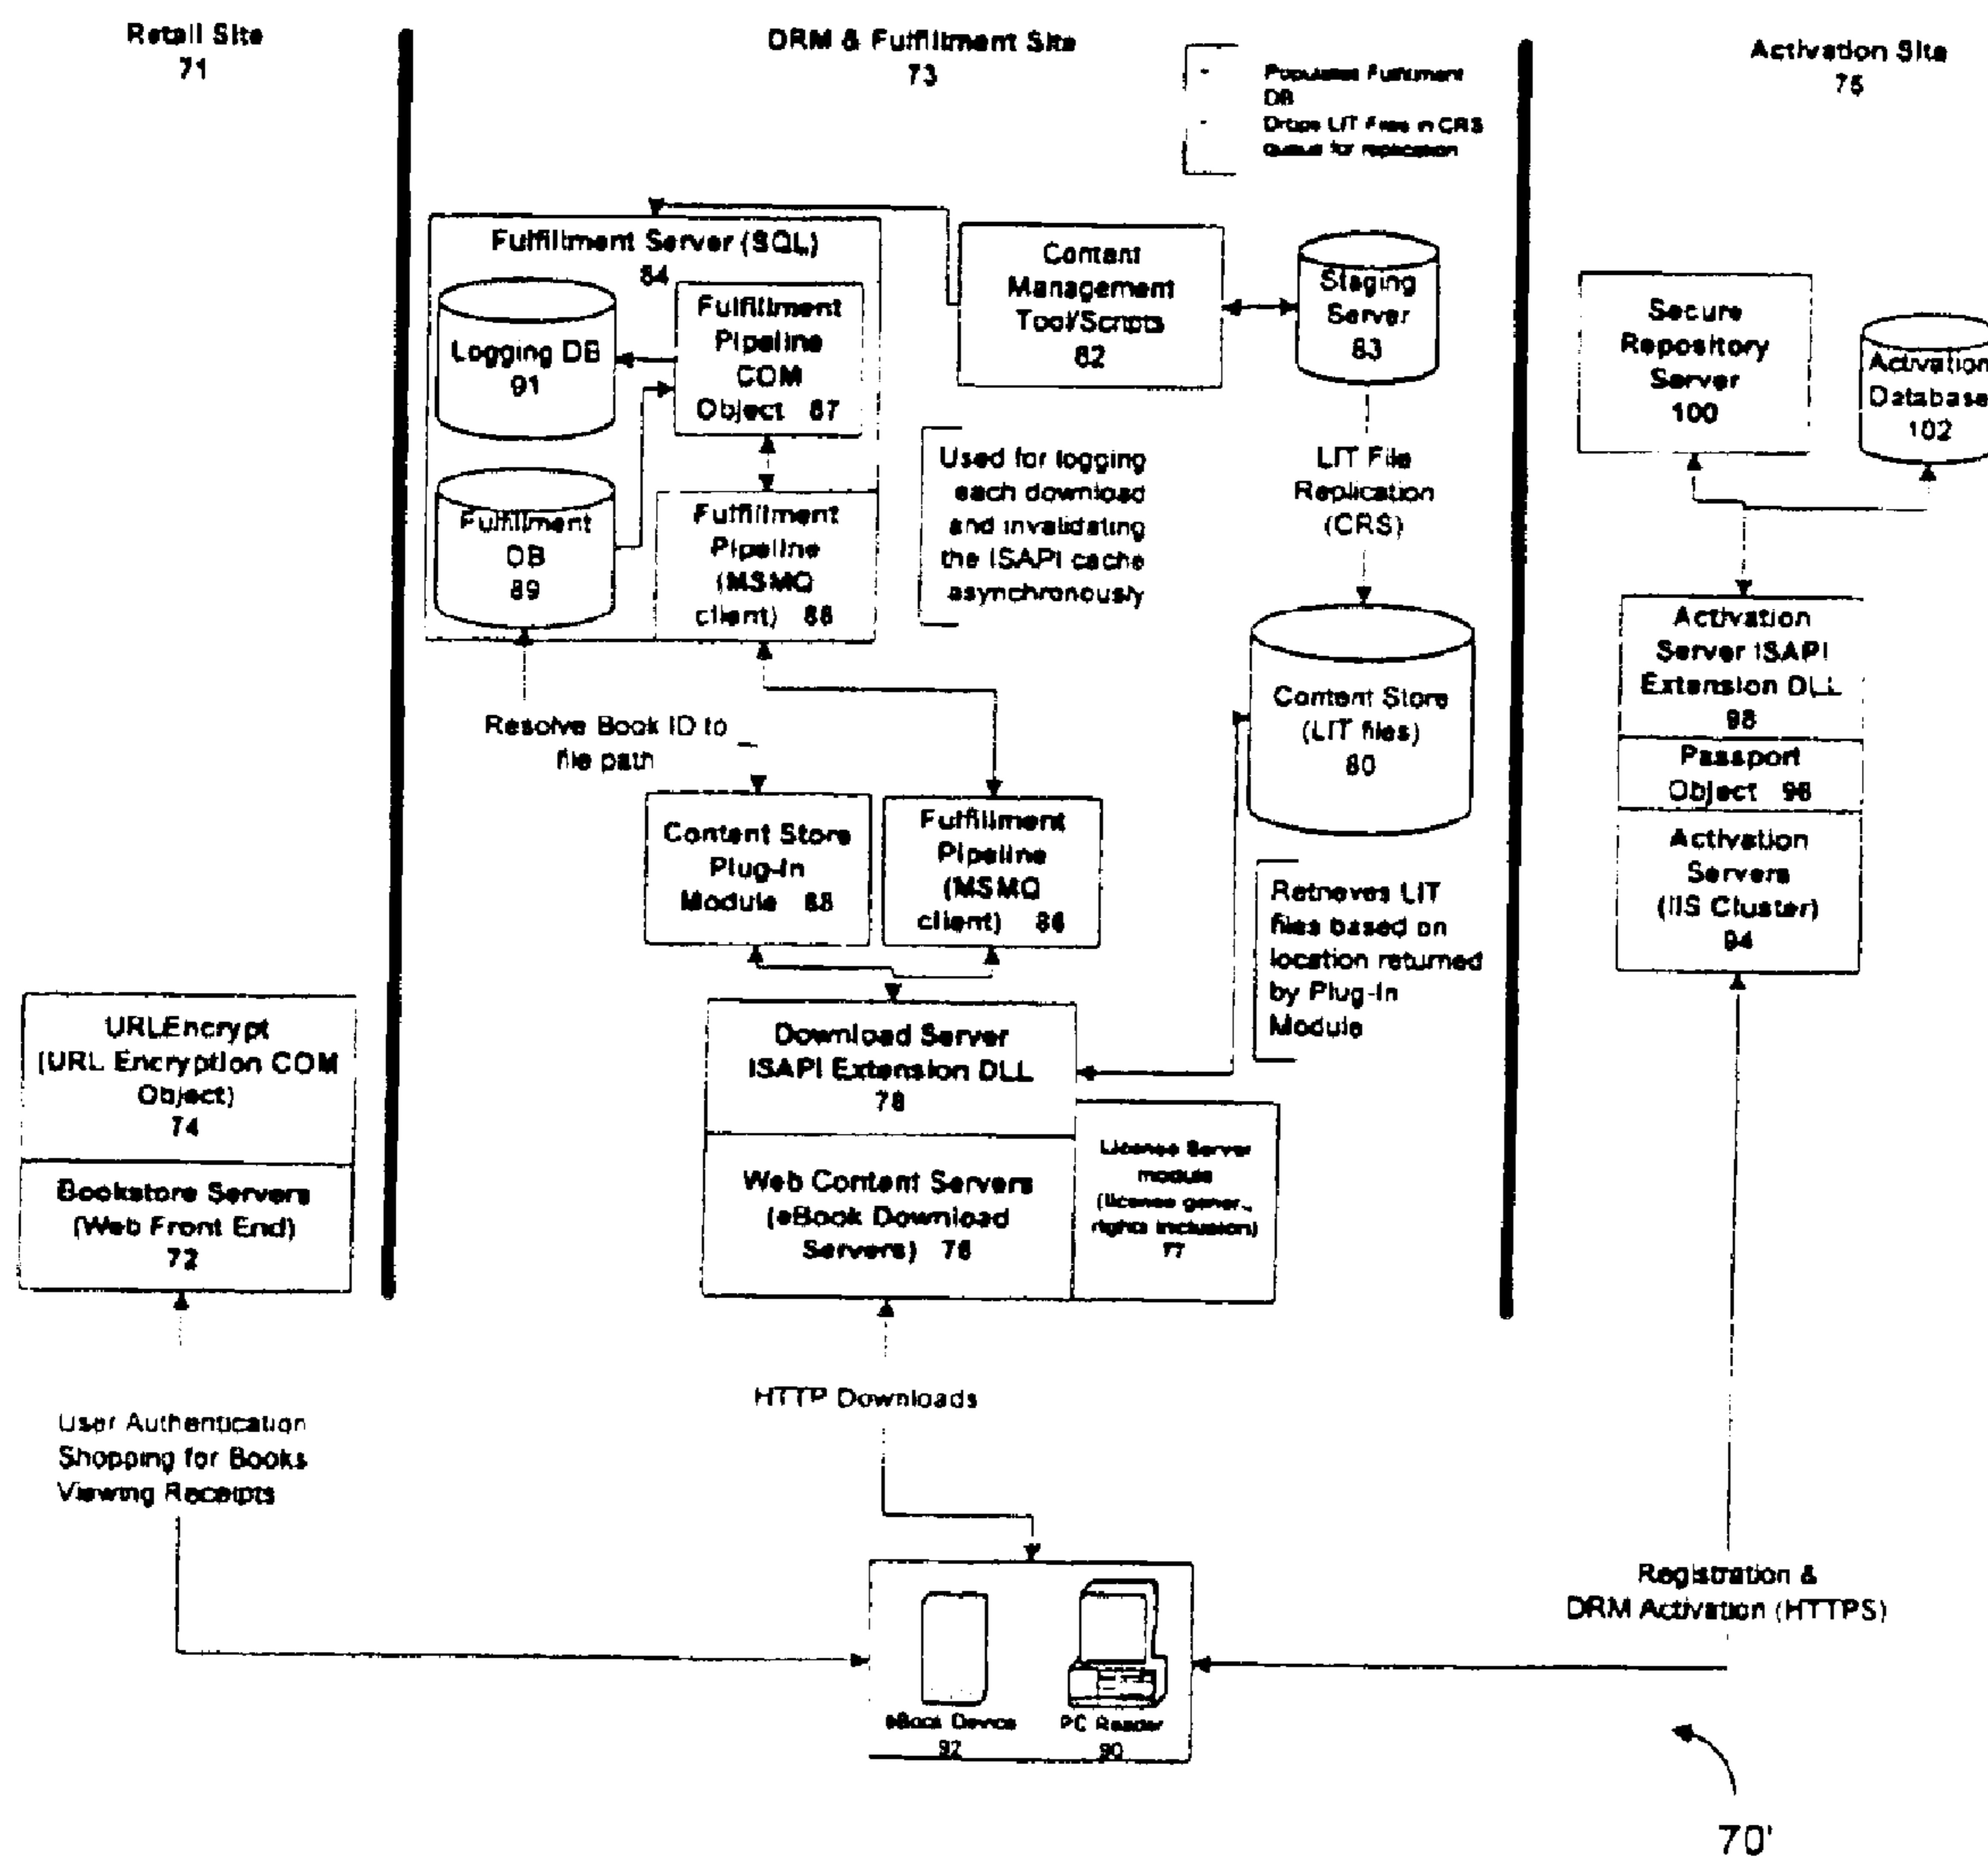 Retail Site
71
DRM & Fulfillment Site
73
Activation Site
75
- Populates Fulfillment
DB
- Drops LIT Files in CRS
queue for replication
Fulfillment Server (SQL)
84
Logging DB
91
Fulfillment
Pipeline
COM
Object 87
Fulfillment
DB
89
Fulfillment
Pipeline
(MSMQ
client) 86
Content
Management
Tool/Scripts
82
Staging
Server
83
Used for logging
each download
and invalidating
the ISAPI cache
asynchronously
LIT File
Replication
(CRS)
Content Store
(LIT files)
80
Secure
Repository
Server
100
Activation
Database
102
Activation
Server ISAPI
Extension DLL
98
Passport
Object 96
Activation
Servers
(IIS Cluster)
94
Resolve Book ID to
file path
Content Store
Plug-In
Module 88
Fulfillment
Pipeline
(MSMQ
client) 86
Retrieves LIT
files based on
location returned
by Plug-In
Module
URLEncrypt
(URL Encryption COM
Object)
74
Bookstore Servers
(Web Front End)
72
Download Server
ISAPI Extension DLL
78
Web Content Servers
(eBook Download
Servers) 76
License Server
module
(license gener.,
rights inclusion)
77
User Authentication
Shopping for Books
Viewing Receipts
HTTP Downloads
Registration &
DRM Activation (HTTPS)
eBook Device
92
PC Reader
90
70'